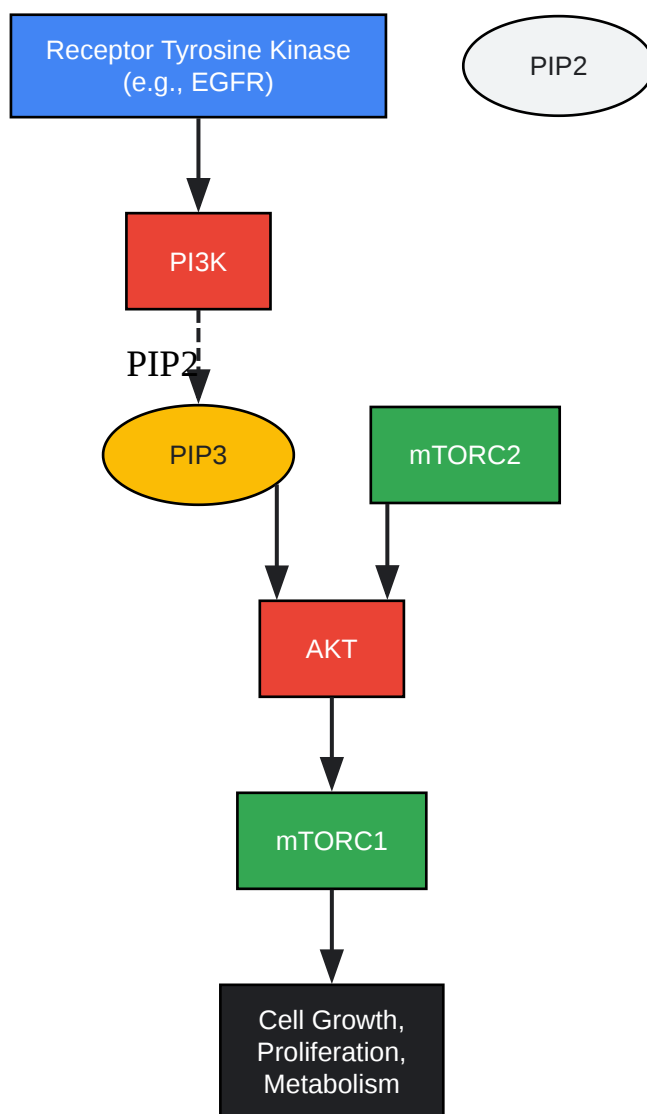 Receptor Tyrosine Kinase
(e.g., EGFR)
PIP2
PI3K
PIP2
PIP3
mTORC2
AKT
mTORC1
Cell Growth,
Proliferation,
Metabolism